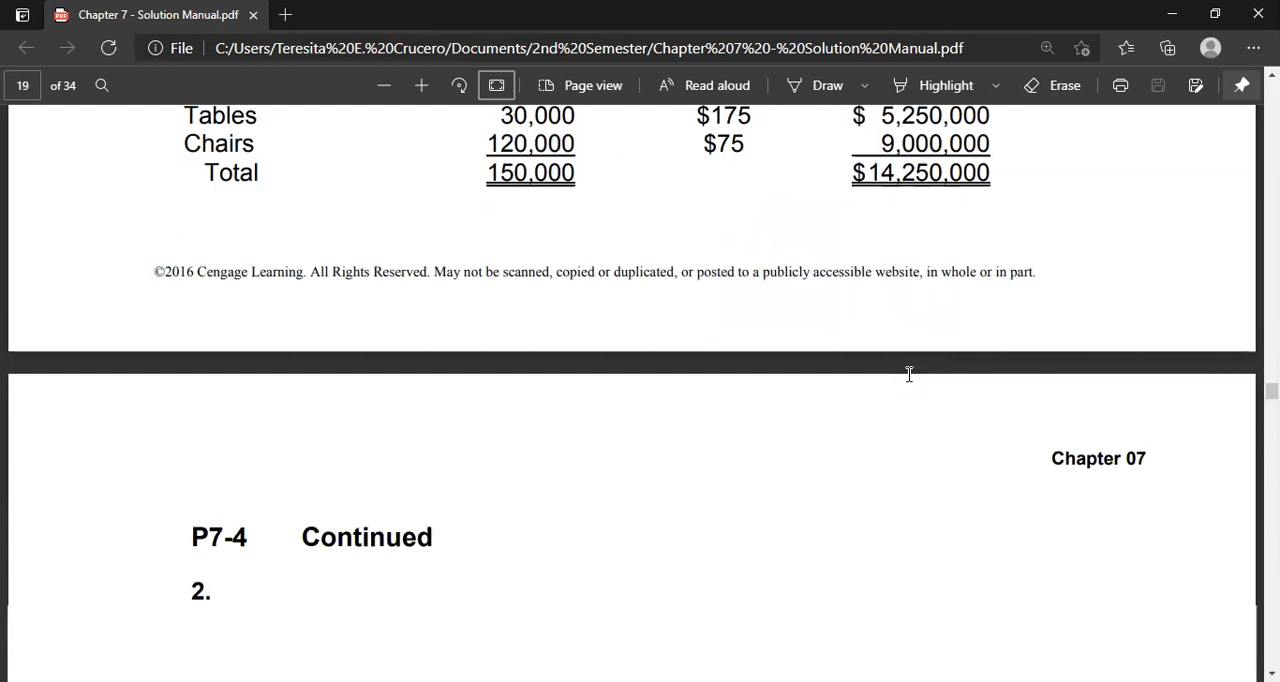 Chapter 7 - Solution Manual.pdf
File C:/Users/Teresita%20E.%20Crucero/Documents/2nd%20Semester/Chapter%207%20-%20Solution%20Manual.pdf
19 of 34 Page view Read aloud Draw Highlight Erase
Tables 30,000 $175 $ 5,250,000
Chairs 120,000 $75 9,000,000
Total 150,000 $14,250,000
©2016 Cengage Learning. All Rights Reserved. May not be scanned, copied or duplicated, or posted to a publicly accessible website, in whole or in part.
Chapter 07
P7-4 Continued
2.